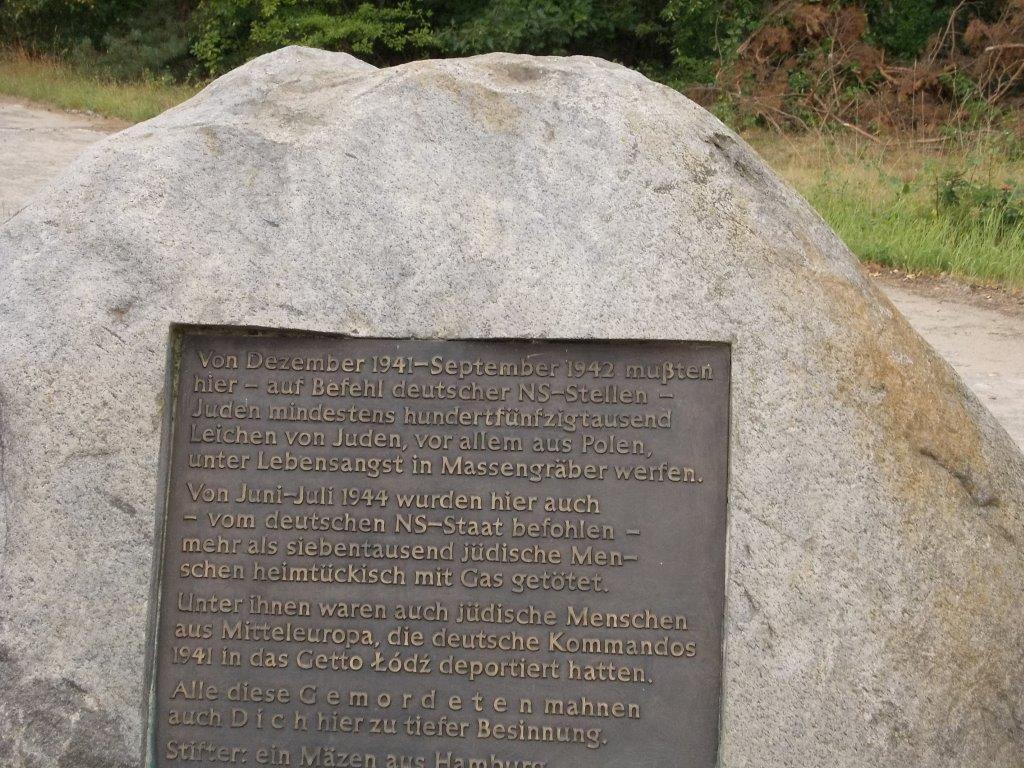 Von Dezember 1941–September 1942 mußten
hier – auf Befehl deutscher NS–Stellen –
Juden mindestens hundertfünfzigtausend
Leichen von Juden, vor allem aus Polen,
unter Lebensangst in Massengräber werfen.
Von Juni–Juli 1944 wurden hier auch
– vom deutschen NS–Staat befohlen –
mehr als siebentausend jüdische Men–
schen heimtückisch mit Gas getötet.
Unter ihnen waren auch jüdische Menschen
aus Mitteleuropa, die deutsche Kommandos
1941 in das Getto Łódź deportiert hatten.
Alle diese G e m o r d e t e n mahnen
auch D i c h hier zu tiefer Besinnung.
Stifter: ein Mäzen aus Hamburg